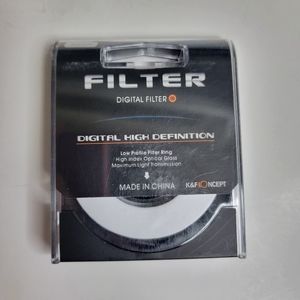 FILTER
DIGITAL FILTER
DIGITAL HIGH DEFINITION
Low Profile Filter Ring
High Index Optical Glass
Maximum Light Transmission
MADE IN CHINA
K&F CONCEPT